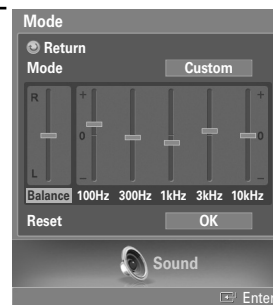 Mode
Return
Mode Custom
R + +
0 0
L - -
Balance 100Hz 300Hz 1kHz 3kHz 10kHz
Reset OK
Sound
Enter